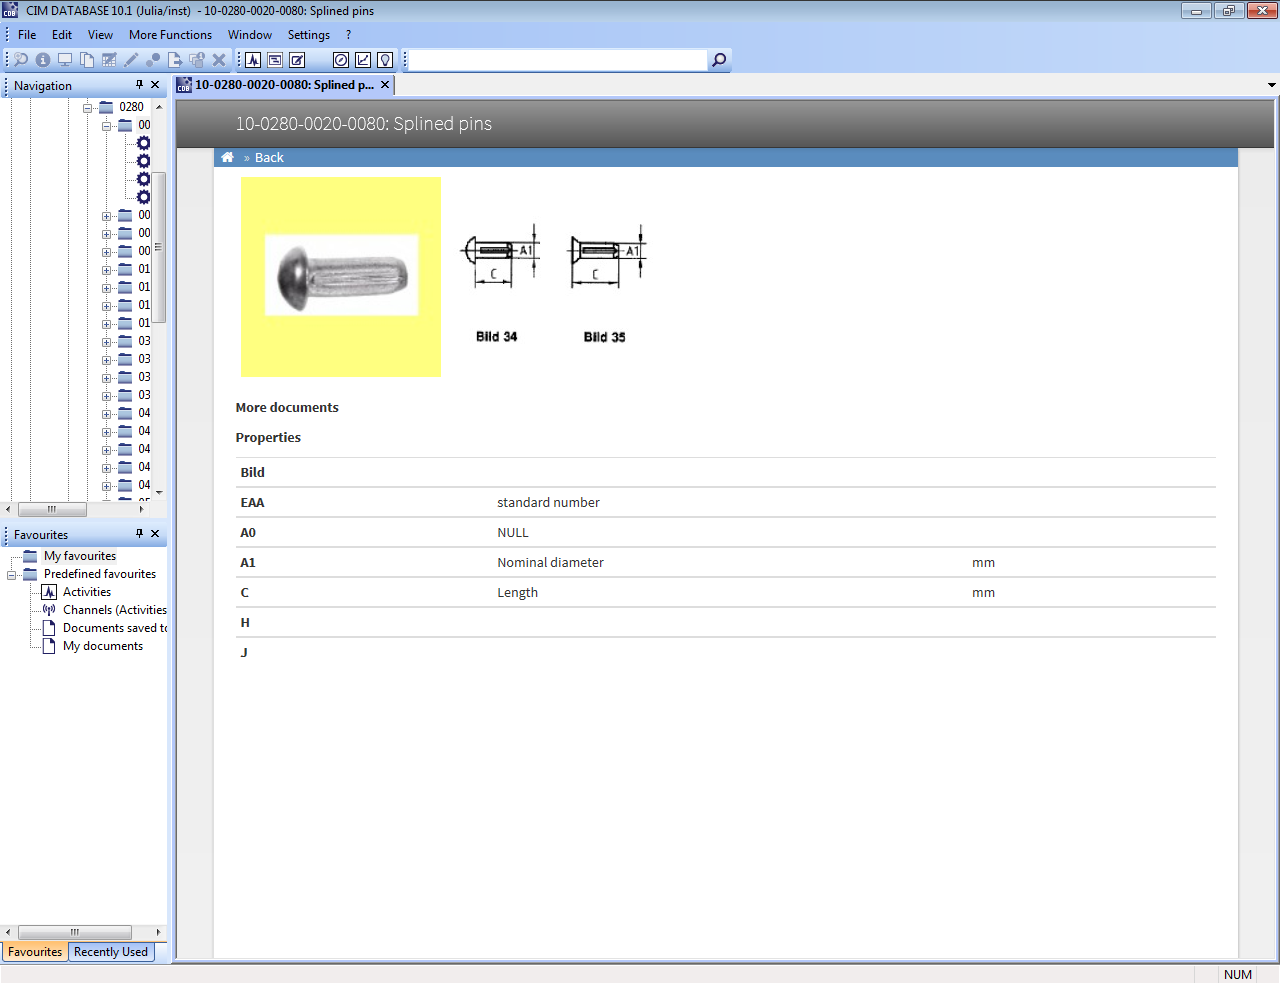 CIM DATABASE 10.1 (Julia/inst) - 10-0280-0020-0080: Splined pins
File Edit View More Functions Window Settings ?
Navigation
10-0280-0020-0080: Splined p...
0280
00
00
00
00
01
01
01
01
03
03
03
03
04
04
04
04
04
Favourites
My favourites
Predefined favourites
Activities
Channels (Activities
Documents saved to
My documents
Favourites Recently Used
10-0280-0020-0080: Splined pins
» Back
A1 A1
C C
Bild 34 Bild 35
More documents
Properties
Bild
EAA standard number
A0 NULL
A1 Nominal diameter mm
C Length mm
H
J
NUM